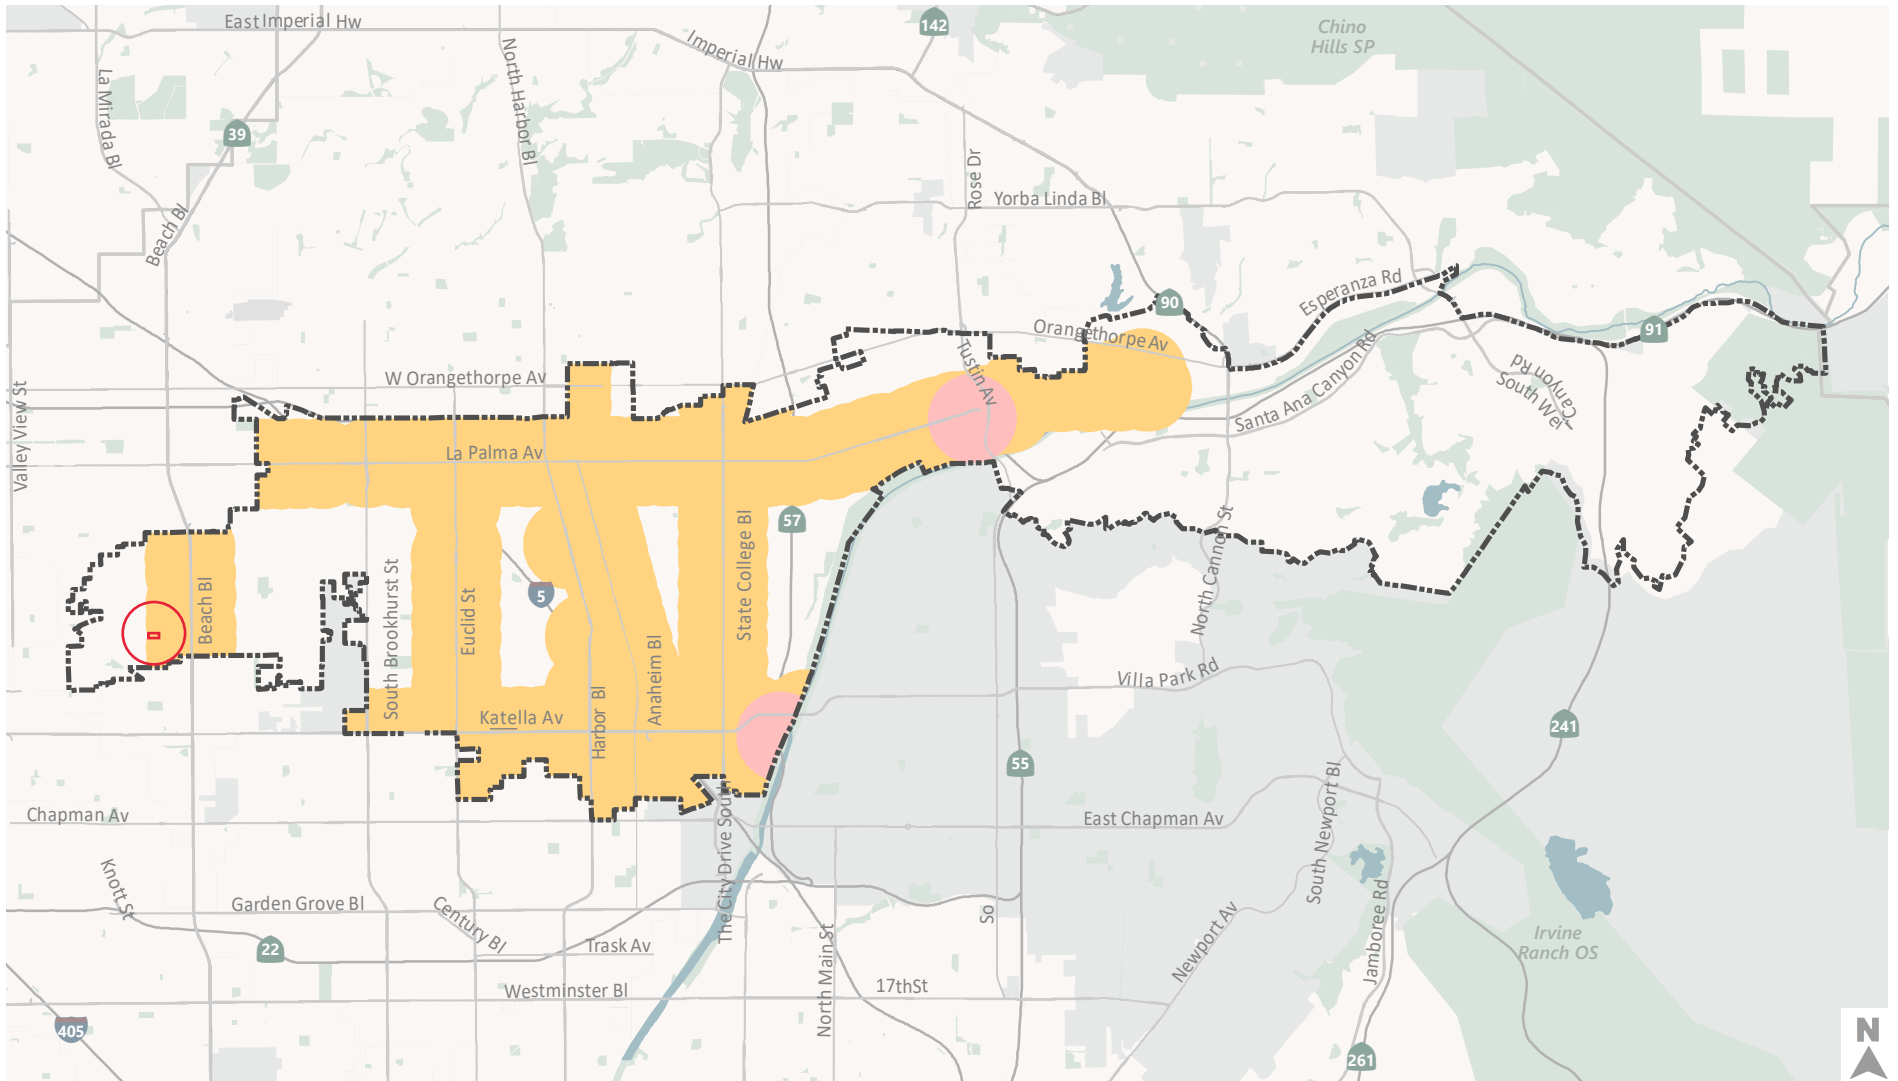 East Imperial Hw
142
Chino
Hills SP
Imperial Hw
North Harbor Bl
La Mirada Bl
39
Rose Dr
Yorba Linda Bl
Beach Bl
Esperanza Rd
90
91
Orangethorpe Av
Tustin Av
Santa Ana Canyon Rd
South Weir
Canyon Rd
W Orangethorpe Av
Valley View St
La Palma Av
57
State College Bl
North Cannon St
5
Beach Bl
South Brookhurst St
Euclid St
Anaheim Bl
Harbor Bl
Katella Av
Villa Park Rd
241
55
South Newport Bl
Chapman Av
The City Drive South
East Chapman Av
Knott St
Garden Grove Bl
Century Bl
Trask Av
22
So
Newport Av
Jamboree Rd
Irvine
Ranch OS
North Main St
Westminster Bl
17thSt
405
261
N